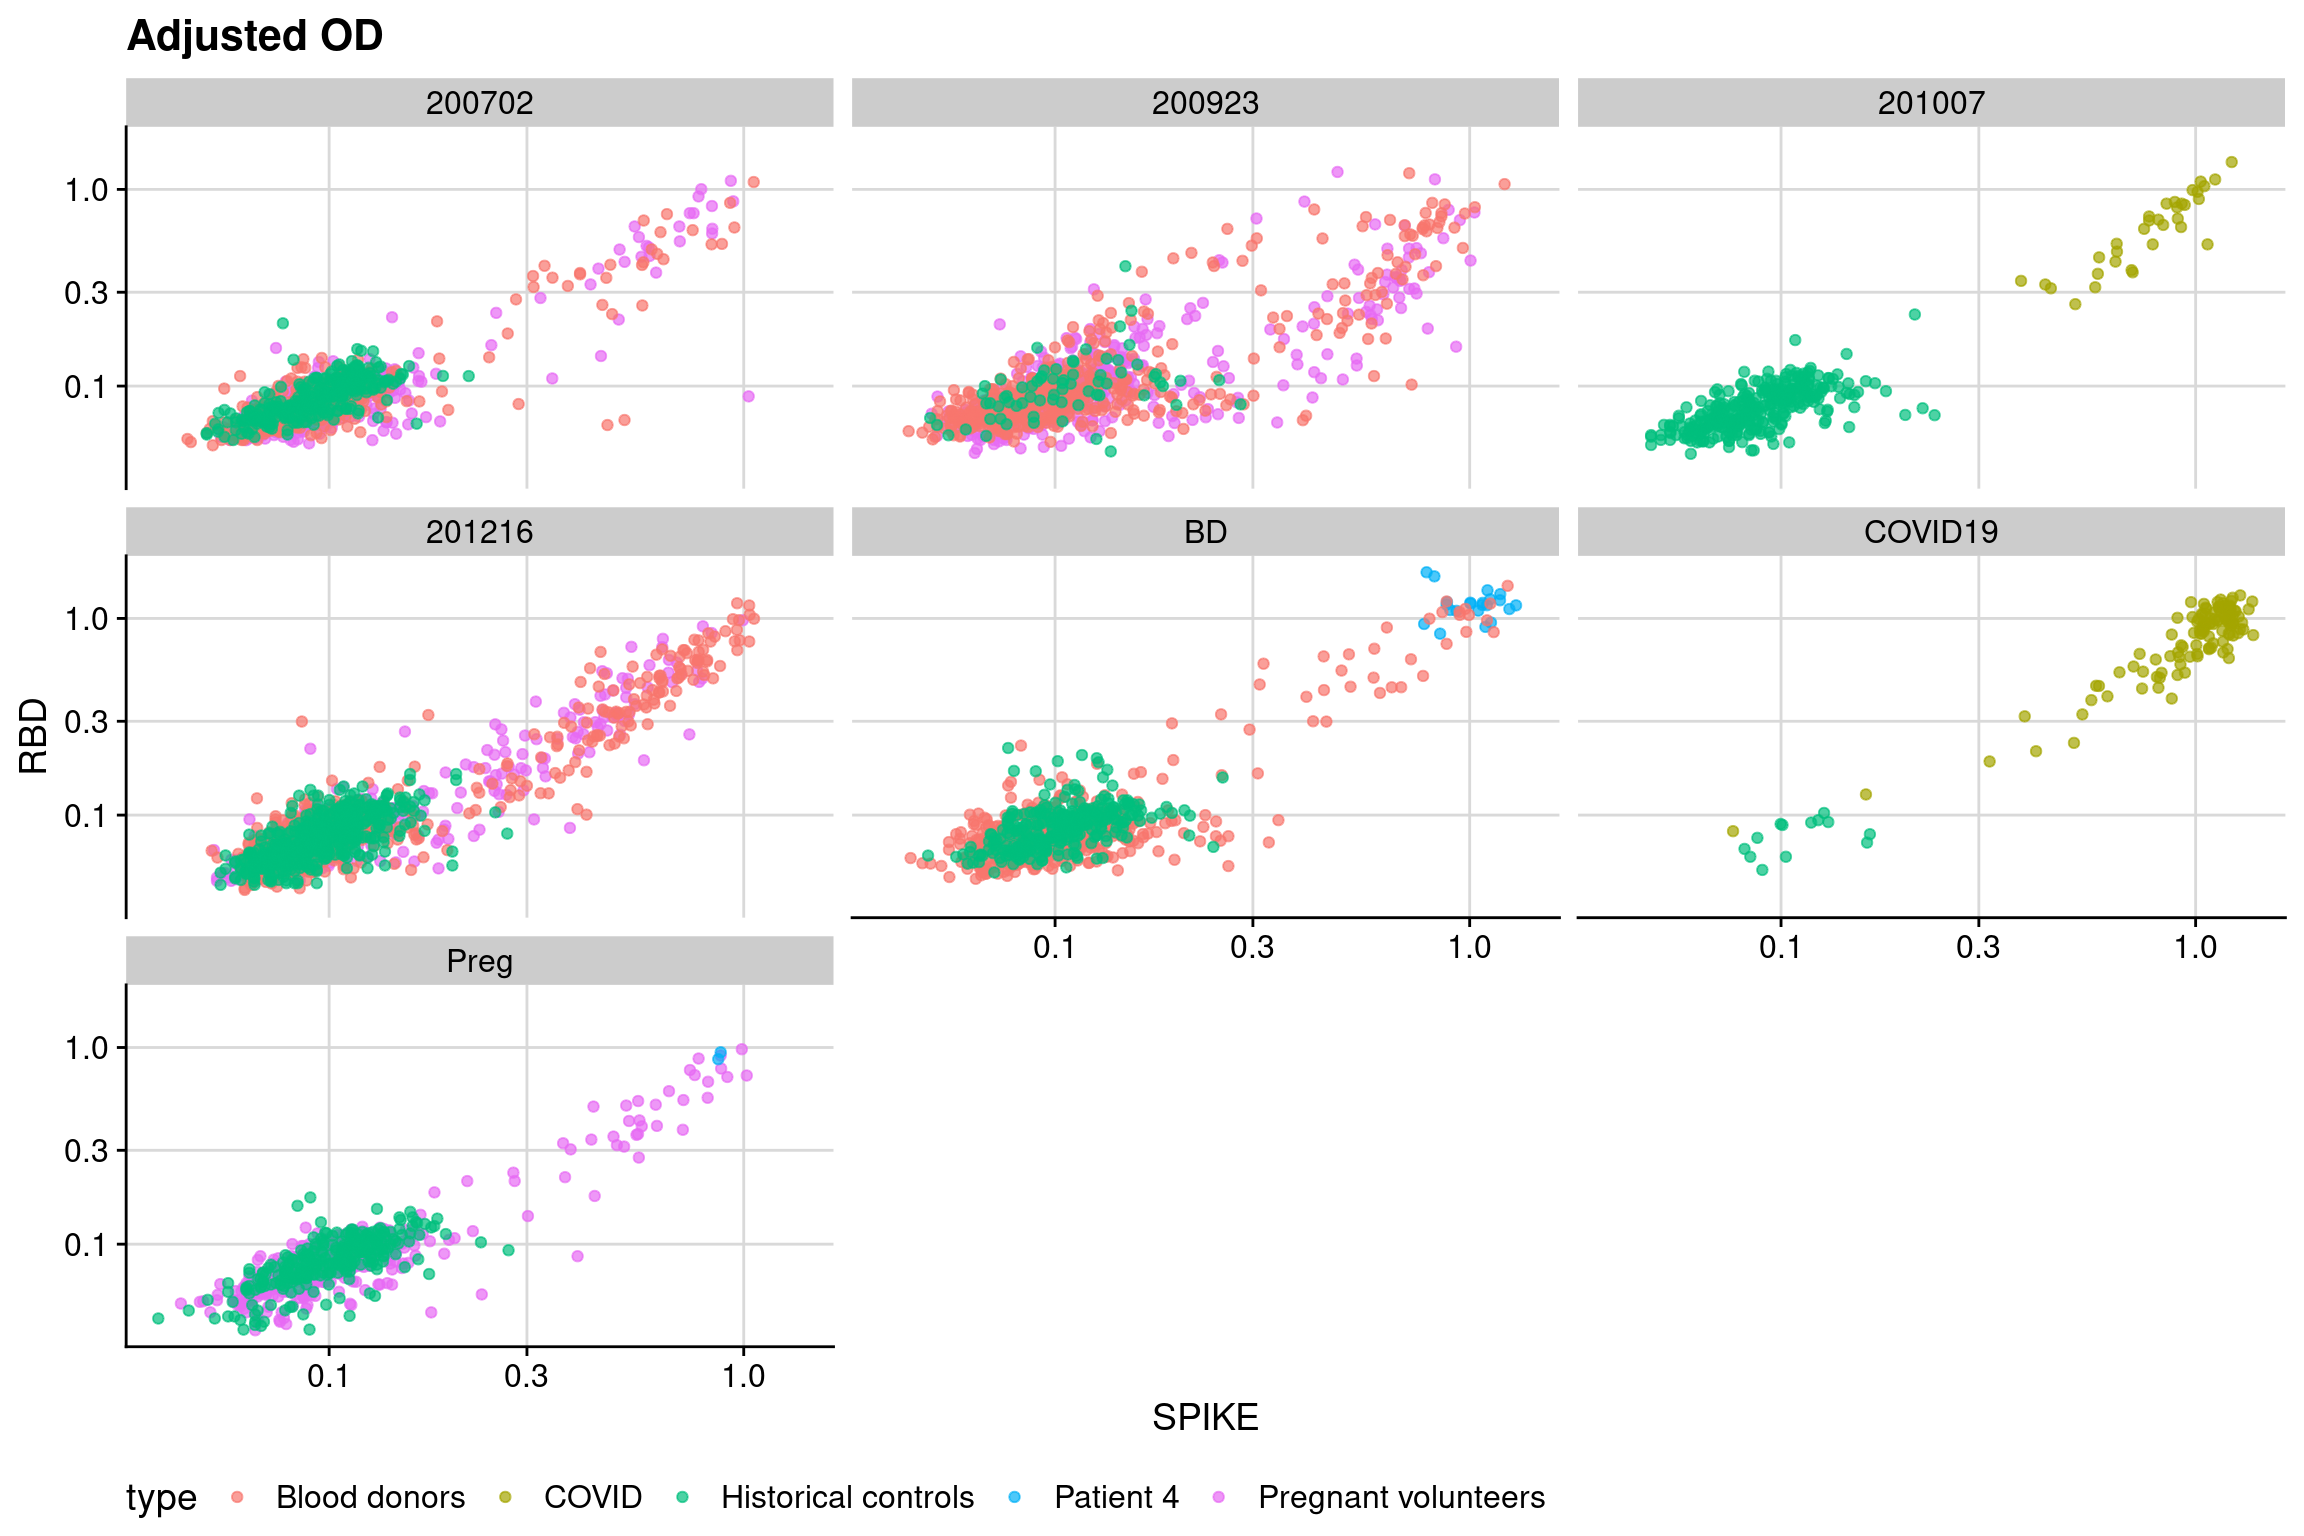 Adjusted OD
200702 200923 201007
1.0
0.3
0.1
201216 BD COVID19
1.0
0.3
0.1
RBD
0.1 0.3 1.0 0.1 0.3 1.0
Preg
1.0
0.3
0.1
0.1 0.3 1.0
SPIKE
type Blood donors COVID Historical controls Patient 4 Pregnant volunteers